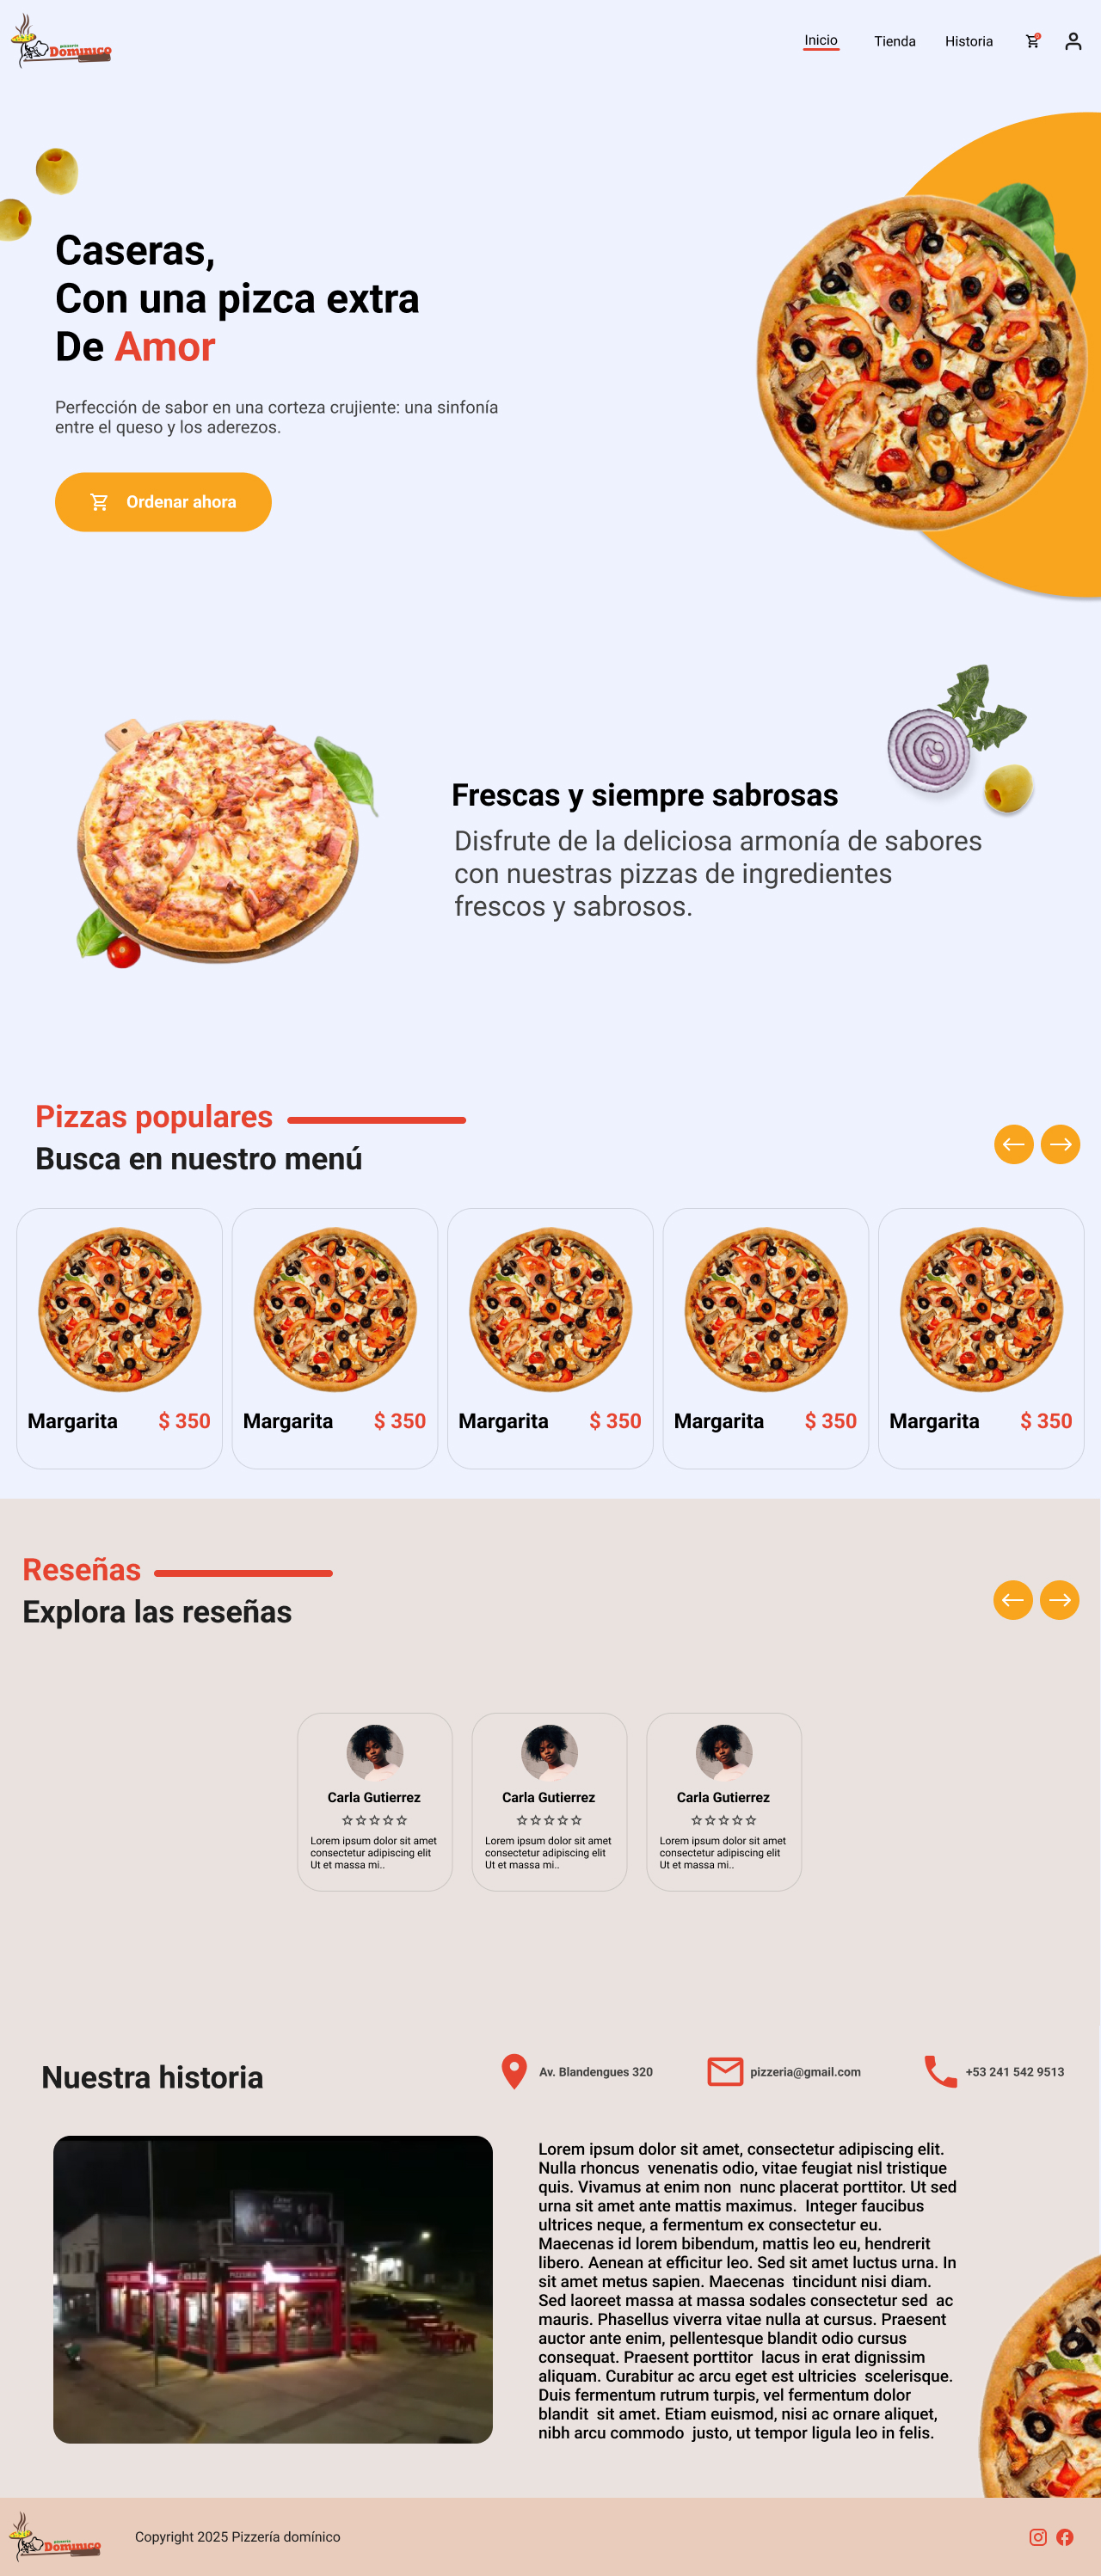 pizzeria
Dominico
Inicio
Tienda
Historia
Caseras,
Con una pizca extra
De Amor
Perfección de sabor en una corteza crujiente: una sinfonía
entre el queso y los aderezos.
Ordenar ahora
Frescas y siempre sabrosas
Disfrute de la deliciosa armonía de sabores
con nuestras pizzas de ingredientes
frescos y sabrosos.
Pizzas populares
Busca en nuestro menú
Margarita $ 350
Margarita $ 350
Margarita $ 350
Margarita $ 350
Margarita $ 350
Reseñas
Explora las reseñas
Carla Gutierrez
Lorem ipsum dolor sit amet
consectetur adipiscing elit
Ut et massa mi..
Carla Gutierrez
Lorem ipsum dolor sit amet
consectetur adipiscing elit
Ut et massa mi..
Carla Gutierrez
Lorem ipsum dolor sit amet
consectetur adipiscing elit
Ut et massa mi..
Nuestra historia
Av. Blandengues 320
pizzeria@gmail.com
+53 241 542 9513
Lorem ipsum dolor sit amet, consectetur adipiscing elit.
Nulla rhoncus  venenatis odio, vitae feugiat nisl tristique
quis. Vivamus at enim non  nunc placerat porttitor. Ut sed
urna sit amet ante mattis maximus.  Integer faucibus
ultrices neque, a fermentum ex consectetur eu.
Maecenas id lorem bibendum, mattis leo eu, hendrerit
libero. Aenean at efficitur leo. Sed sit amet luctus urna. In
sit amet metus sapien. Maecenas  tincidunt nisi diam.
Sed laoreet massa at massa sodales consectetur sed  ac
mauris. Phasellus viverra vitae nulla at cursus. Praesent
auctor ante enim, pellentesque blandit odio cursus
consequat. Praesent porttitor  lacus in erat dignissim
aliquam. Curabitur ac arcu eget est ultricies  scelerisque.
Duis fermentum rutrum turpis, vel fermentum dolor
blandit  sit amet. Etiam euismod, nisi ac ornare aliquet,
nibh arcu commodo  justo, ut tempor ligula leo in felis.
pizzeria
Dominico
Copyright 2025 Pizzería domínico